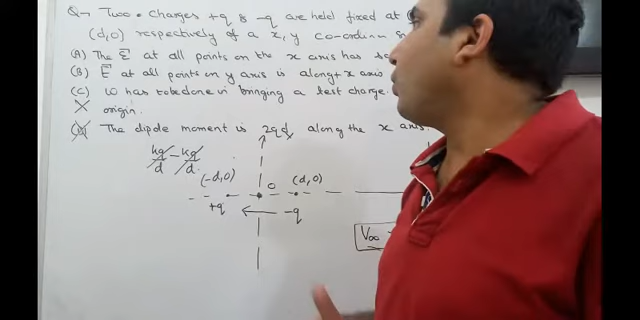 Q→ Two Charges +q & -q are held fixed at
(d,0) respectively of a x, y co-ordin
(A) The E⃗ at all points on the x axis has
(B) E⃗ at all points on y axis is along +x axis
(C) W has to be done in bringing a test charge
origin.
The dipole moment is 2qd along the x axis.
kq/d - kq/d
(-d,0) O (d,0)
+q -q
V∞